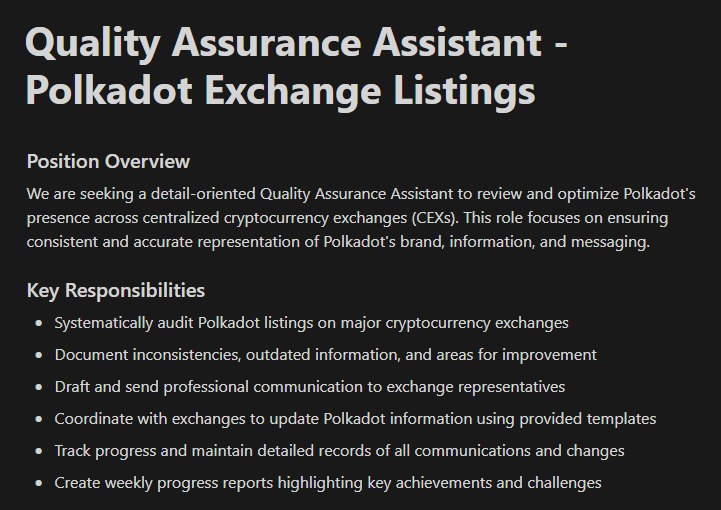 Quality Assurance Assistant -
Polkadot Exchange Listings
Position Overview
We are seeking a detail-oriented Quality Assurance Assistant to review and optimize Polkadot's
presence across centralized cryptocurrency exchanges (CEXs). This role focuses on ensuring
consistent and accurate representation of Polkadot's brand, information, and messaging.
Key Responsibilities
• Systematically audit Polkadot listings on major cryptocurrency exchanges
• Document inconsistencies, outdated information, and areas for improvement
• Draft and send professional communication to exchange representatives
• Coordinate with exchanges to update Polkadot information using provided templates
• Track progress and maintain detailed records of all communications and changes
• Create weekly progress reports highlighting key achievements and challenges